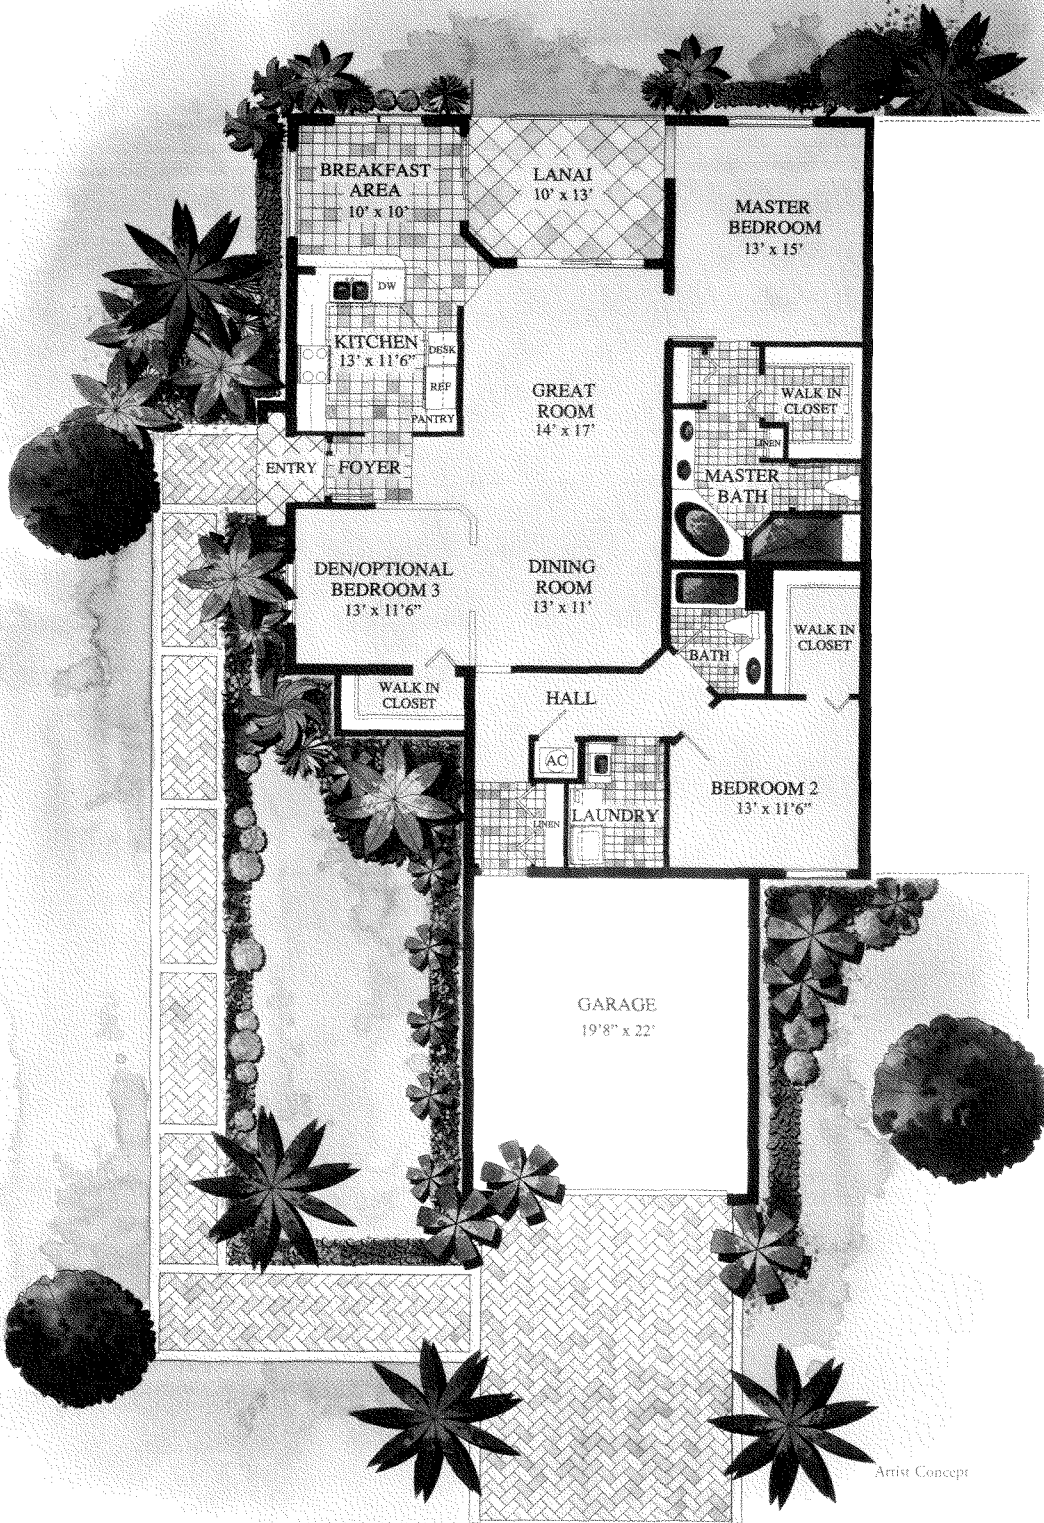 BREAKFAST
AREA
10' x 10'
LANAI
10' x 13'
MASTER
BEDROOM
13' x 15'
DW
KITCHEN
13' x 11'6"
DESK
REF
PANTRY
GREAT
ROOM
14' x 17'
WALK IN
CLOSET
LINEN
ENTRY
FOYER
MASTER
BATH
DEN/OPTIONAL
BEDROOM 3
13' x 11'6"
DINING
ROOM
13' x 11'
WALK IN
CLOSET
BATH
WALK IN
CLOSET
HALL
AC
BEDROOM 2
13' x 11'6"
LINEN
LAUNDRY
GARAGE
19'8" x 22'
Artist Concept